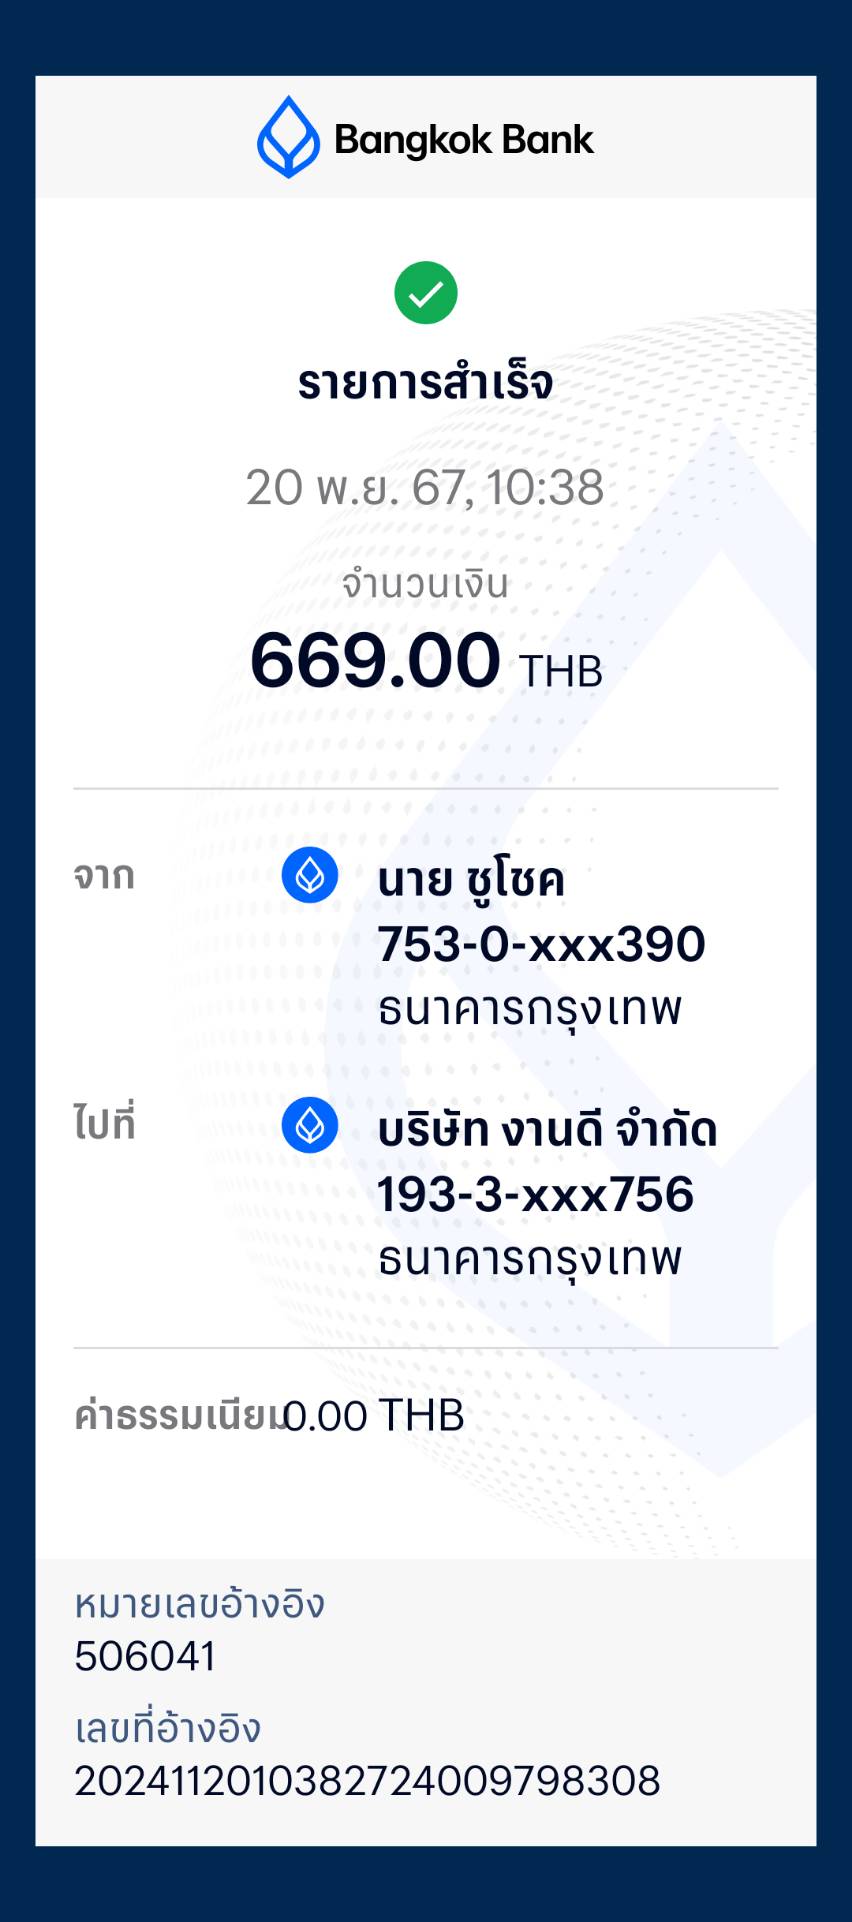 Bangkok Bank
รายการสำเร็จ
20 พ.ย. 67, 10:38
จำนวนเงิน
669.00 THB
จาก
นาย ชูโชค
753-0-xxx390
ธนาคารกรุงเทพ
ไปที่
บริษัท งานดี จำกัด
193-3-xxx756
ธนาคารกรุงเทพ
ค่าธรรมเนียม 0.00 THB
หมายเลขอ้างอิง
506041
เลขที่อ้างอิง
2024112010382724009798308